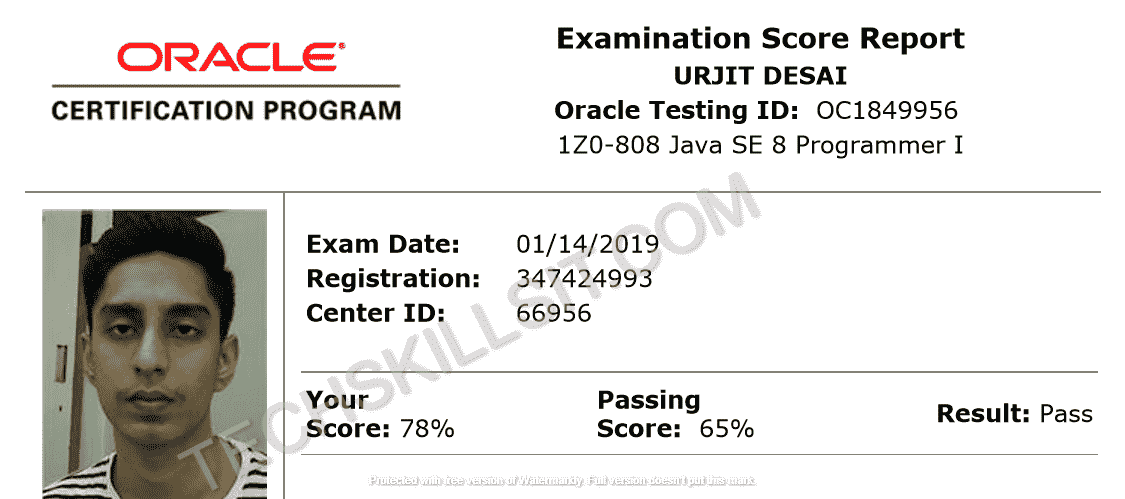 ORACLE
CERTIFICATION PROGRAM
Examination Score Report
URJIT DESAI
Oracle Testing ID: OC1849956
1Z0-808 Java SE 8 Programmer I
Exam Date: 01/14/2019
Registration: 347424993
Center ID: 66956
Your Score: 78%
Passing Score: 65%
Result: Pass
TECHSKILLSIT.COM
Protected with free version of Watermarkly. Full version doesn't put this mark.